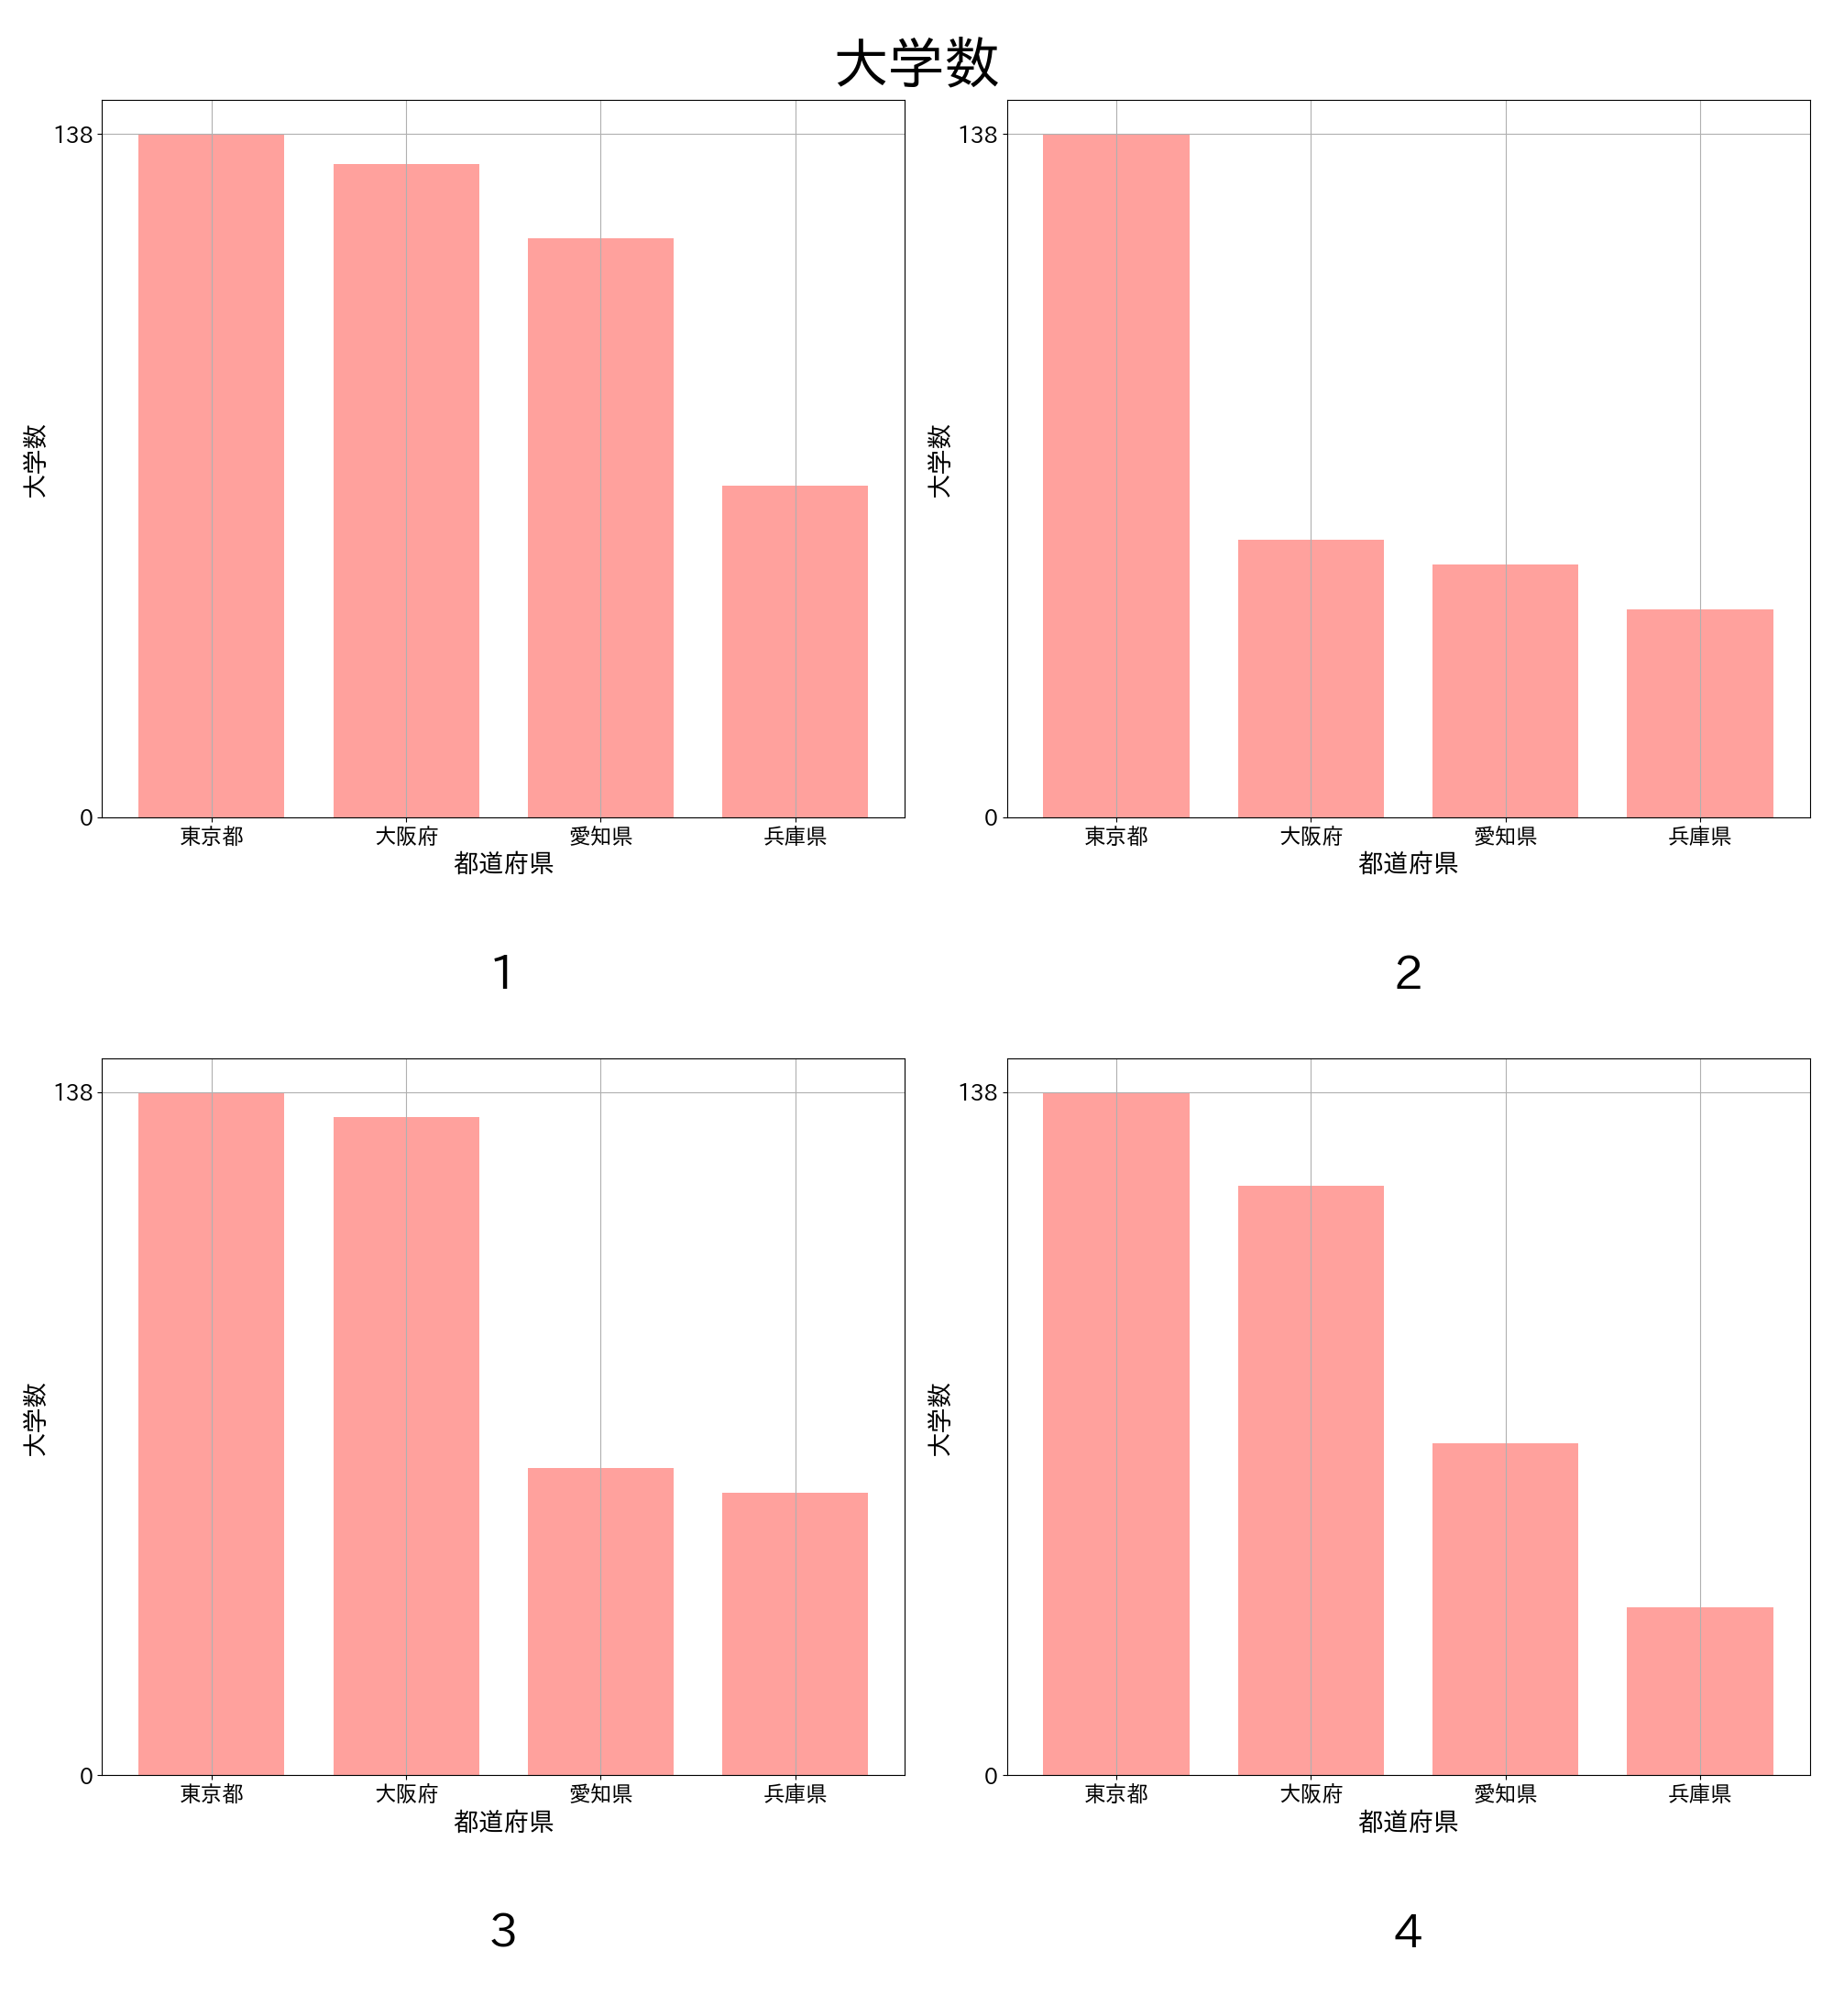 大学数
138
0
大学数
東京都 大阪府 愛知県 兵庫県
都道府県
1
138
0
大学数
東京都 大阪府 愛知県 兵庫県
都道府県
2
138
0
大学数
東京都 大阪府 愛知県 兵庫県
都道府県
3
138
0
大学数
東京都 大阪府 愛知県 兵庫県
都道府県
4